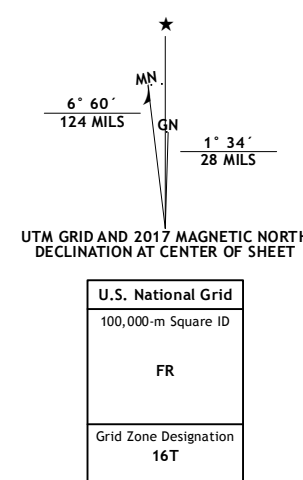 MN
GN
6° 60´
124 MILS
1° 34´
28 MILS
UTM GRID AND 2017 MAGNETIC NORTH
DECLINATION AT CENTER OF SHEET
U.S. National Grid
100,000-m Square ID
FR
Grid Zone Designation
16T